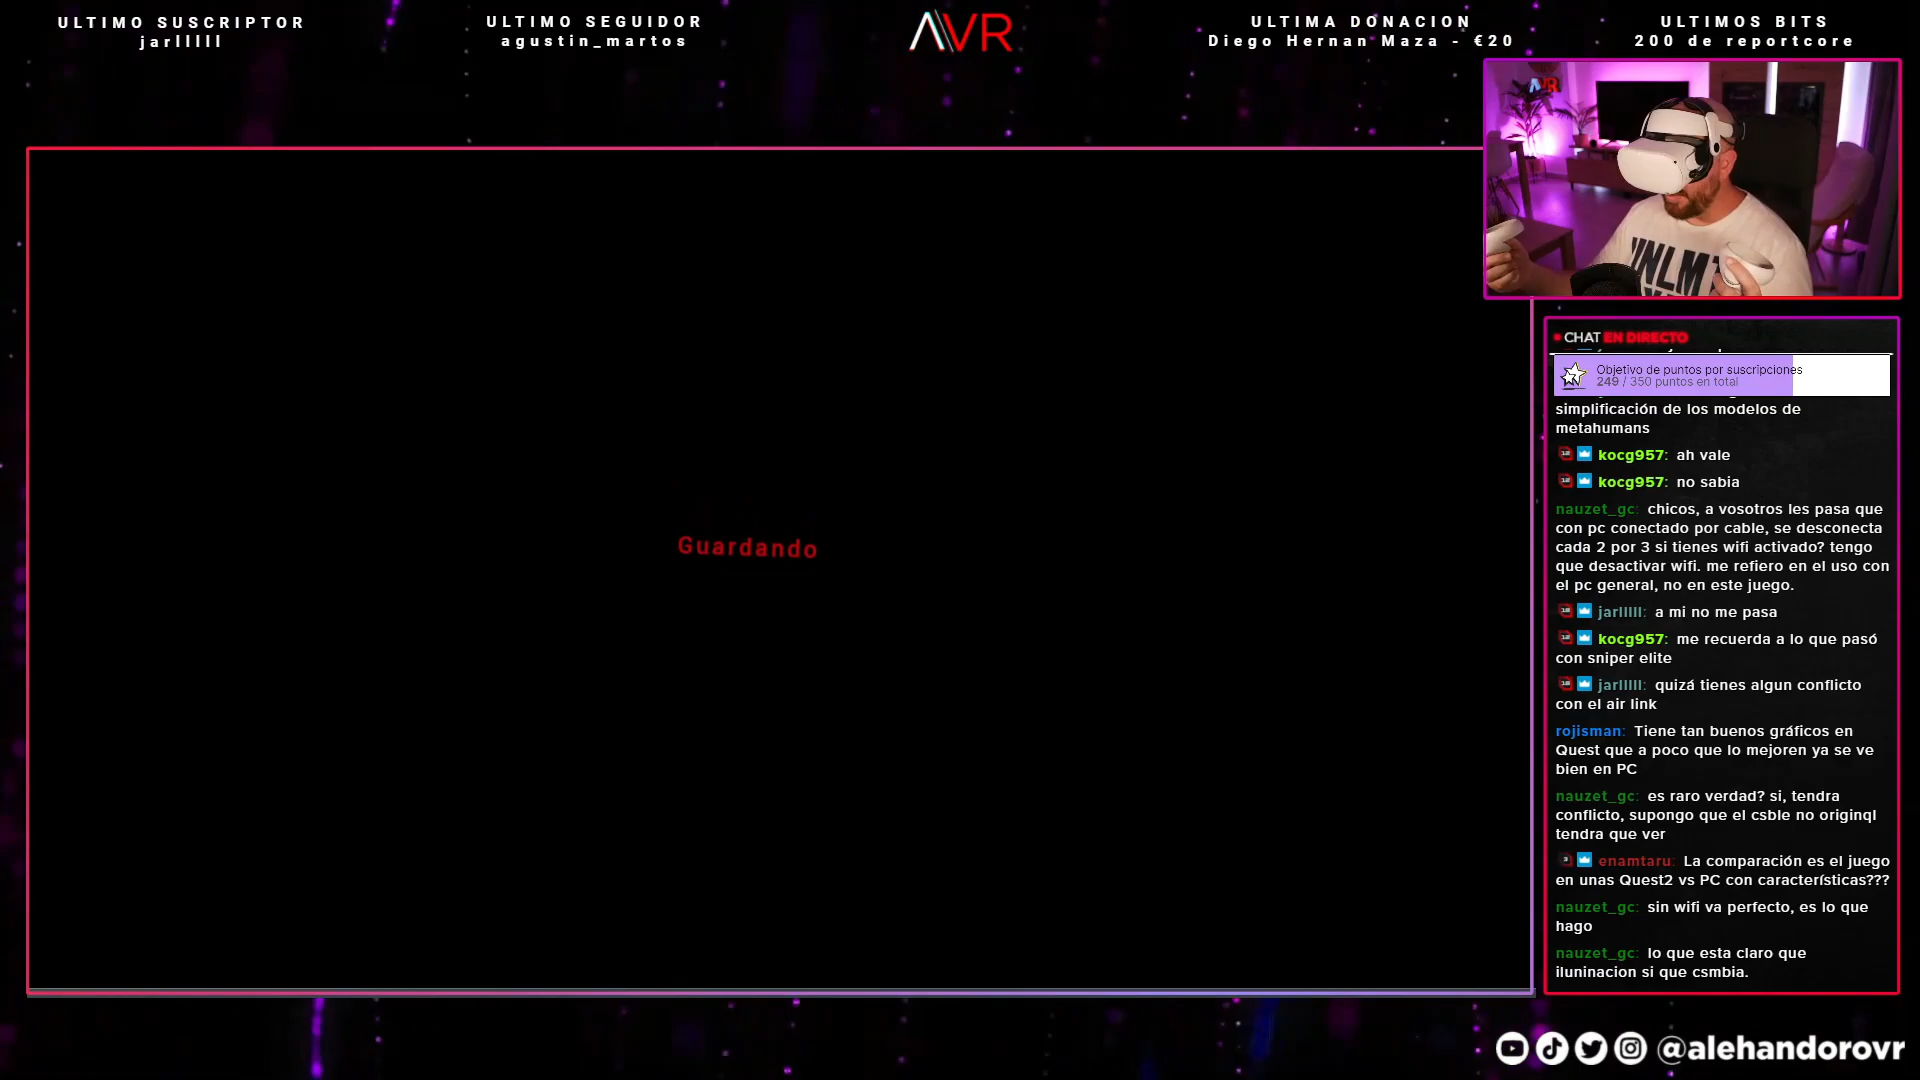 ULTIMO SUSCRIPTOR
jarlllll
ULTIMO SEGUIDOR
agustin_martos
AVR
ULTIMA DONACION
Diego Hernan Maza - €20
ULTIMOS BITS
200 de reportcore
CHAT EN DIRECTO
Objetivo de puntos por suscripciones
249 / 350 puntos en total
simplificación de los modelos de
metahumans
kocg957: ah vale
kocg957: no sabia
nauzet_gc: chicos, a vosotros les pasa que
con pc conectado por cable, se desconecta
cada 2 por 3 si tienes wifi activado? tengo
que desactivar wifi. me refiero en el uso con
el pc general, no en este juego.
jarlllll: a mi no me pasa
kocg957: me recuerda a lo que pasó
con sniper elite
jarlllll: quizá tienes algun conflicto
con el air link
rojisman: Tiene tan buenos gráficos en
Quest que a poco que lo mejoren ya se ve
bien en PC
nauzet_gc: es raro verdad? si, tendra
conflicto, supongo que el csble no originql
tendra que ver
enamtaru: La comparación es el juego
en unas Quest2 vs PC con características???
nauzet_gc: sin wifi va perfecto, es lo que
hago
nauzet_gc: lo que esta claro que
iluninacion si que csmbia.
Guardando
@alehandorovr